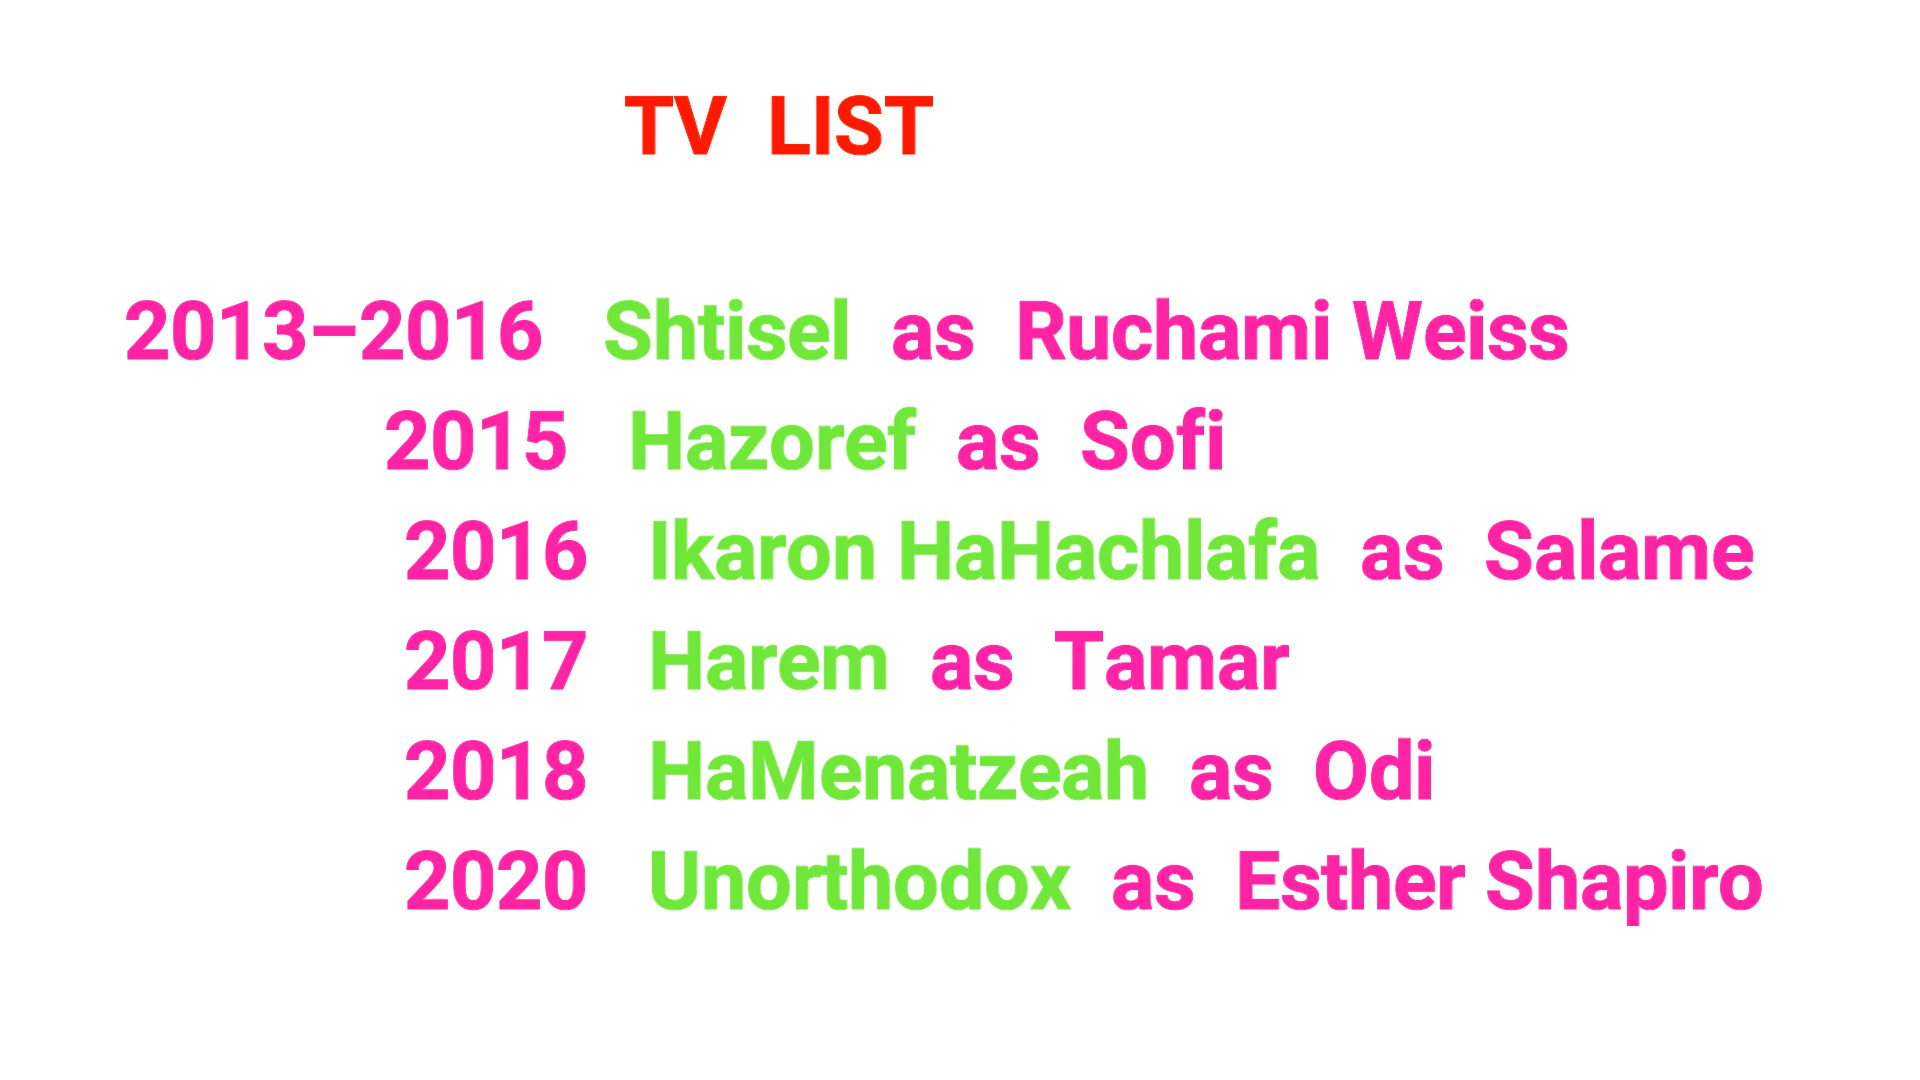 TV LIST
2013–2016 Shtisel as Ruchami Weiss
2015 Hazoref as Sofi
2016 Ikaron HaHachlafa as Salame
2017 Harem as Tamar
2018 HaMenatzeah as Odi
2020 Unorthodox as Esther Shapiro